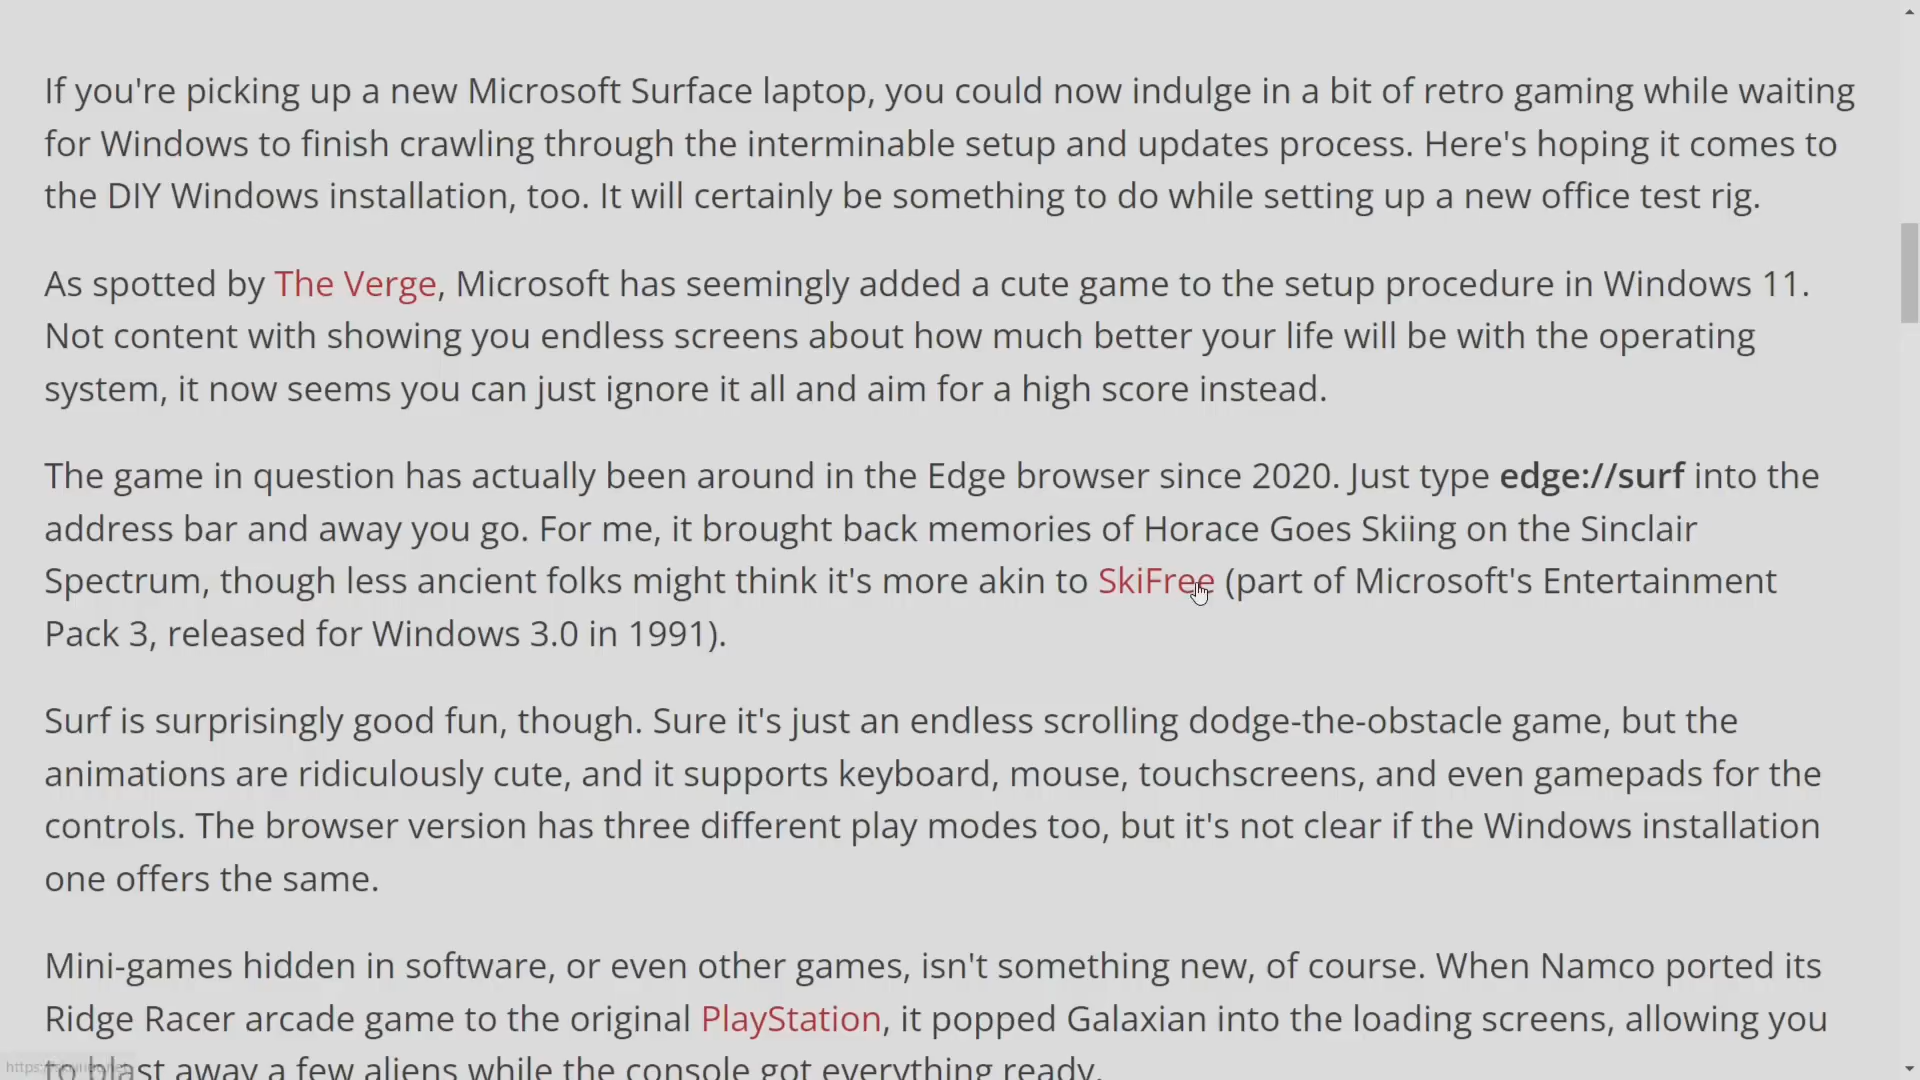 If you're picking up a new Microsoft Surface laptop, you could now indulge in a bit of retro gaming while waiting
for Windows to finish crawling through the interminable setup and updates process. Here's hoping it comes to
the DIY Windows installation, too. It will certainly be something to do while setting up a new office test rig.
As spotted by The Verge, Microsoft has seemingly added a cute game to the setup procedure in Windows 11.
Not content with showing you endless screens about how much better your life will be with the operating
system, it now seems you can just ignore it all and aim for a high score instead.
The game in question has actually been around in the Edge browser since 2020. Just type edge://surf into the
address bar and away you go. For me, it brought back memories of Horace Goes Skiing on the Sinclair
Spectrum, though less ancient folks might think it's more akin to SkiFree (part of Microsoft's Entertainment
Pack 3, released for Windows 3.0 in 1991).
Surf is surprisingly good fun, though. Sure it's just an endless scrolling dodge-the-obstacle game, but the
animations are ridiculously cute, and it supports keyboard, mouse, touchscreens, and even gamepads for the
controls. The browser version has three different play modes too, but it's not clear if the Windows installation
one offers the same.
Mini-games hidden in software, or even other games, isn't something new, of course. When Namco ported its
Ridge Racer arcade game to the original PlayStation, it popped Galaxian into the loading screens, allowing you
to blast away a few aliens while the console got everything ready.